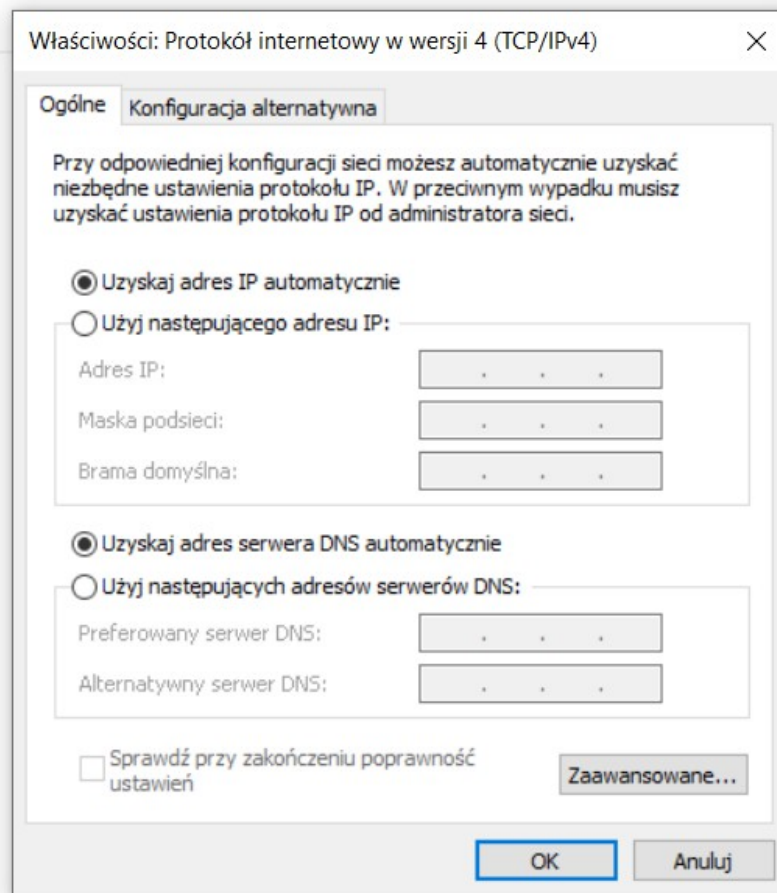 Właściwości: Protokół internetowy w wersji 4 (TCP/IPv4)
Ogólne
Konfiguracja alternatywna
Przy odpowiedniej konfiguracji sieci możesz automatycznie uzyskać
niezbędne ustawienia protokołu IP. W przeciwnym wypadku musisz
uzyskać ustawienia protokołu IP od administratora sieci.
Uzyskaj adres IP automatycznie
Użyj następującego adresu IP:
Adres IP:
Maska podsieci:
Brama domyślna:
Uzyskaj adres serwera DNS automatycznie
Użyj następujących adresów serwerów DNS:
Preferowany serwer DNS:
Alternatywny serwer DNS:
Sprawdź przy zakończeniu poprawność
ustawień
Zaawansowane...
OK
Anuluj